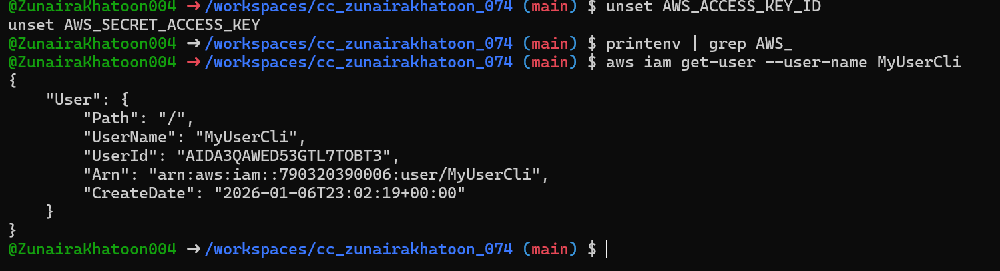 @ZunairaKhatoon004 ➜ /workspaces/cc_zunairakhatoon_074 (main) $ unset AWS_ACCESS_KEY_ID
unset AWS_SECRET_ACCESS_KEY
@ZunairaKhatoon004 ➜ /workspaces/cc_zunairakhatoon_074 (main) $ printenv | grep AWS_
@ZunairaKhatoon004 ➜ /workspaces/cc_zunairakhatoon_074 (main) $ aws iam get-user --user-name MyUserCli
{
    "User": {
        "Path": "/",
        "UserName": "MyUserCli",
        "UserId": "AIDA3QAWED53GTL7TOBT3",
        "Arn": "arn:aws:iam::790320390006:user/MyUserCli",
        "CreateDate": "2026-01-06T23:02:19+00:00"
    }
}
@ZunairaKhatoon004 ➜ /workspaces/cc_zunairakhatoon_074 (main) $